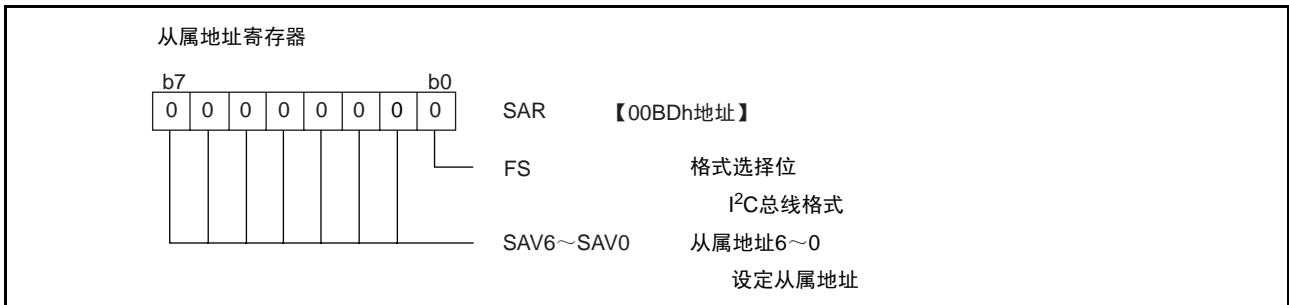 从属地址寄存器
b7 b0
0 0 0 0 0 0 0 0 SAR 【00BDh地址】
FS 格式选择位
I²C总线格式
SAV6～SAV0 从属地址6～0
设定从属地址